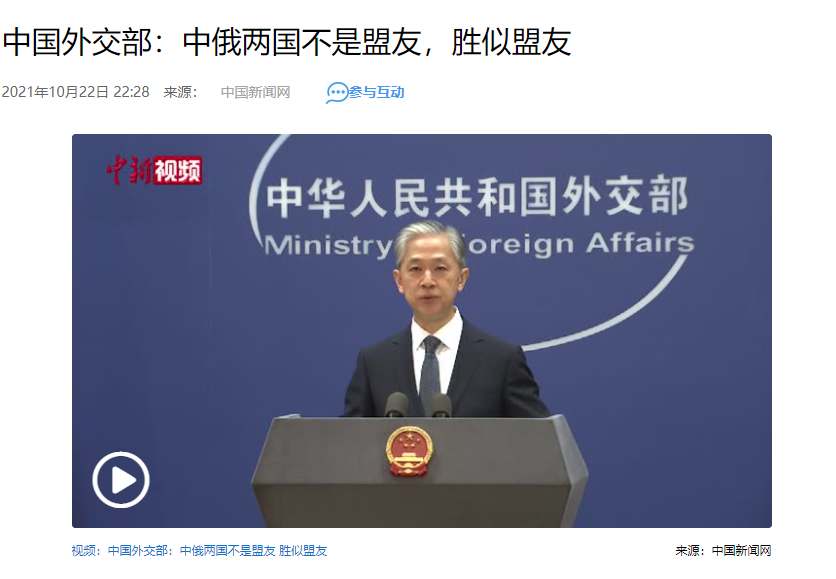 中国外交部：中俄两国不是盟友，胜似盟友
2021年10月22日 22:28 来源： 中国新闻网 参与互动
中新视频
中华人民共和国外交部
Ministry oreign Affairs
视频：中国外交部：中俄两国不是盟友 胜似盟友 来源：中国新闻网